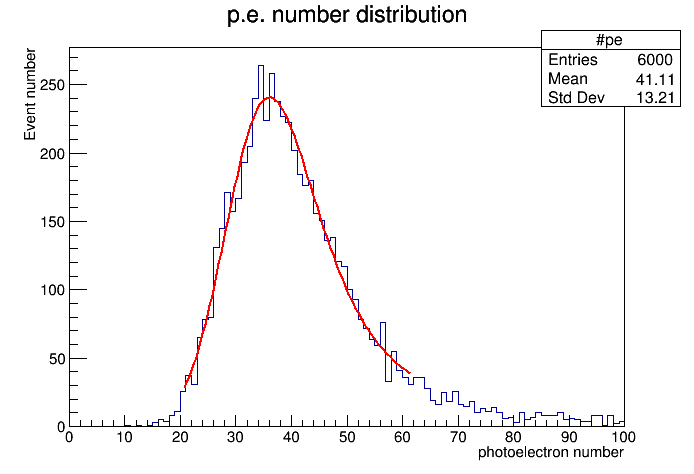 p.e. number distribution
#pe
Entries 6000
Mean 41.11
Std Dev 13.21
Event number
250
200
150
100
50
0
0 10 20 30 40 50 60 70 80 90 100
photoelectron number